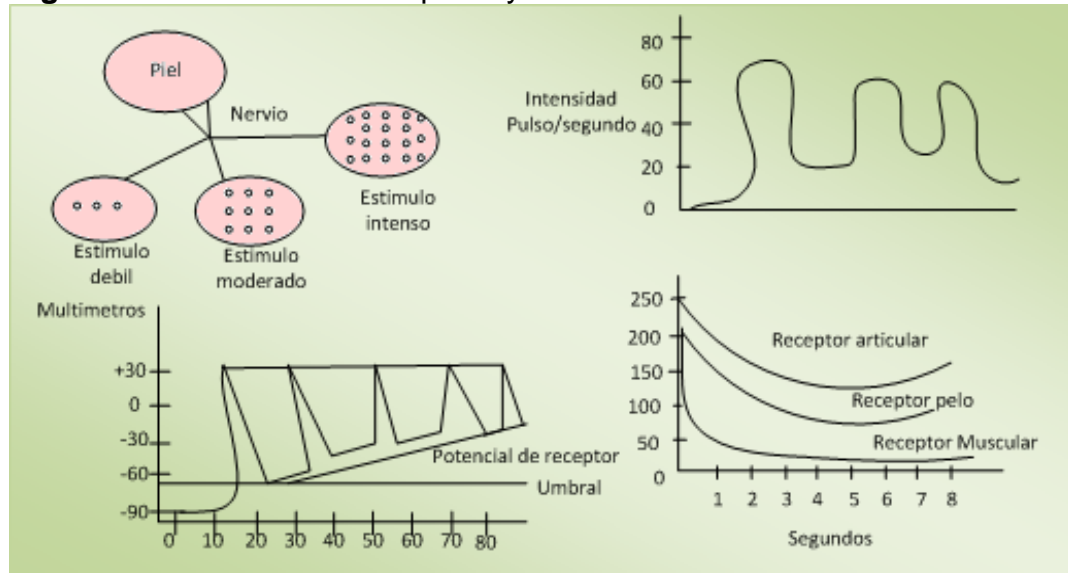 Piel
Nervio
Estimulo
intenso
Estimulo
debil
Estimulo
moderado
Intensidad
Pulso/segundo
80
60
40
20
0
Multimetros
+30
0
-30
-60
-90
0 10 20 30 40 50 60 70 80
Potencial de receptor
Umbral
250
200
150
100
50
0
Receptor articular
Receptor pelo
Receptor Muscular
1 2 3 4 5 6 7 8
Segundos